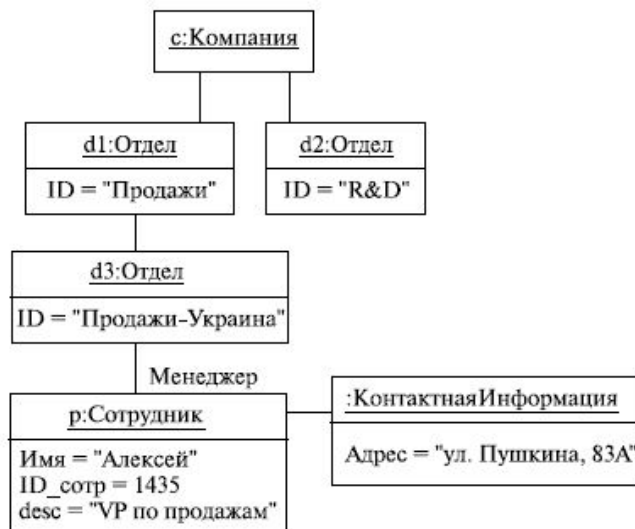 c:Компания
d1:Отдел
ID = "Продажи"
d2:Отдел
ID = "R&D"
d3:Отдел
ID = "Продажи-Украина"
Менеджер
p:Сотрудник
Имя = "Алексей"
ID_сотр = 1435
desc = "VP по продажам"
:КонтактнаяИнформация
Адрес = "ул. Пушкина, 83А"